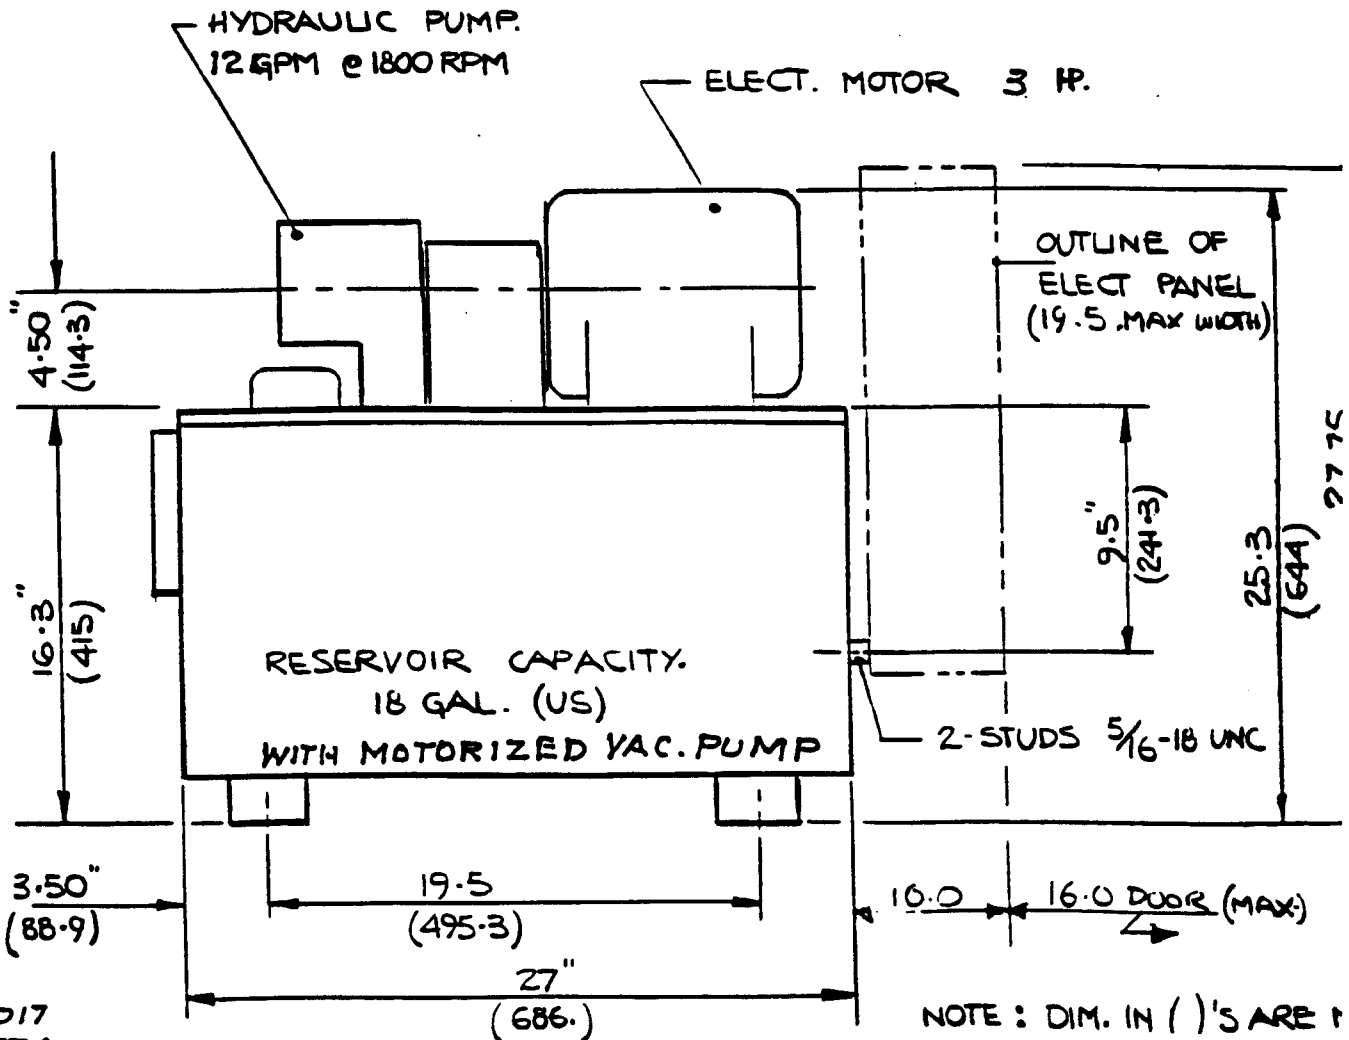 HYDRAULIC PUMP.
12 GPM @ 1800 RPM
ELECT. MOTOR 3 HP.
OUTLINE OF
ELECT PANEL
(19.5 .MAX WIDTH)
4.50"
(114.3)
16.3"
(415)
9.5"
(241.3)
25.3
(644)
RESERVOIR CAPACITY.
18 GAL. (US)
WITH MOTORIZED VAC. PUMP
2-STUDS 5/16-18 UNC
3.50"
(88.9)
19.5
(495.3)
10.0
16.0 DOOR (MAX.)
27"
(686.)
NOTE : DIM. IN ( )'S ARE